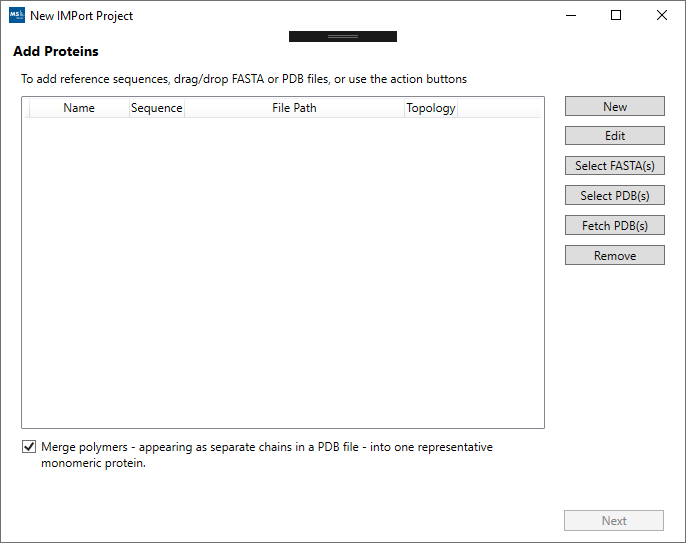 New IMPort Project
Add Proteins
To add reference sequences, drag/drop FASTA or PDB files, or use the action buttons
Name Sequence File Path Topology
New
Edit
Select FASTA(s)
Select PDB(s)
Fetch PDB(s)
Remove
Merge polymers - appearing as separate chains in a PDB file - into one representative
monomeric protein.
Next